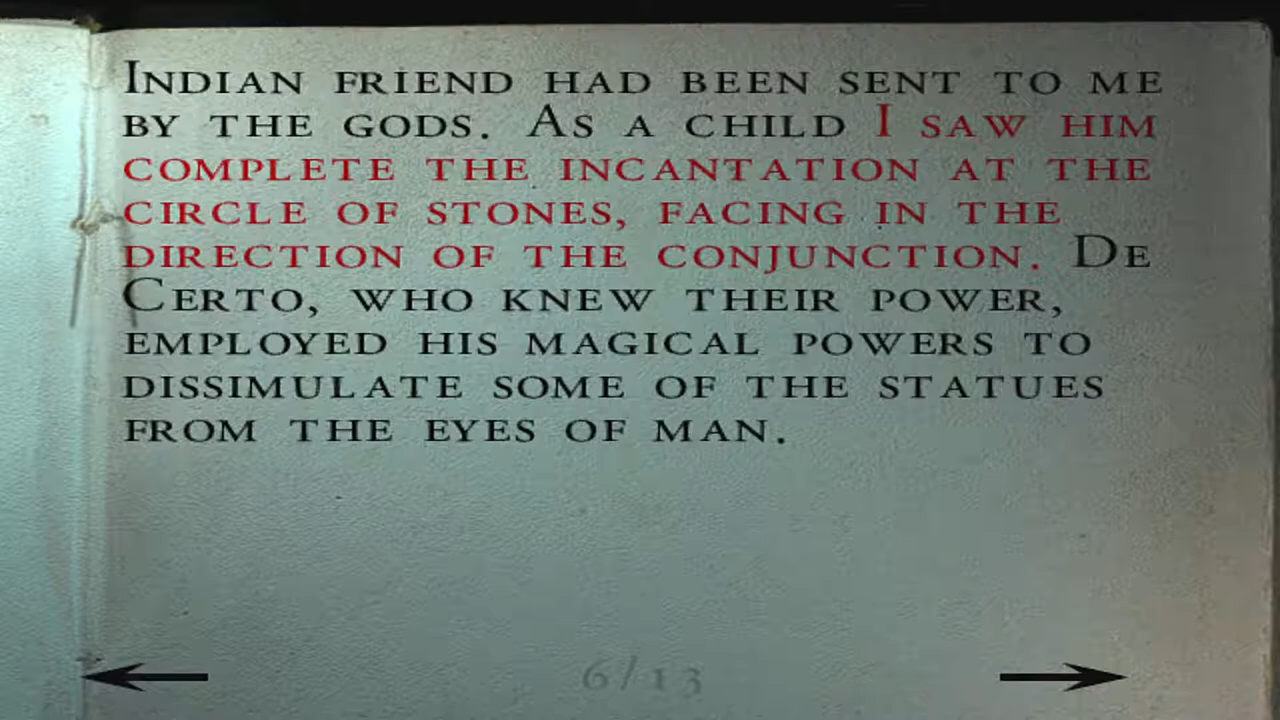 Indian friend had been sent to me
by the gods. As a child I saw him
complete the incantation at the
circle of stones, facing in the
direction of the conjunction. De
Certo, who knew their power,
employed his magical powers to
dissimulate some of the statues
from the eyes of man.
6/13